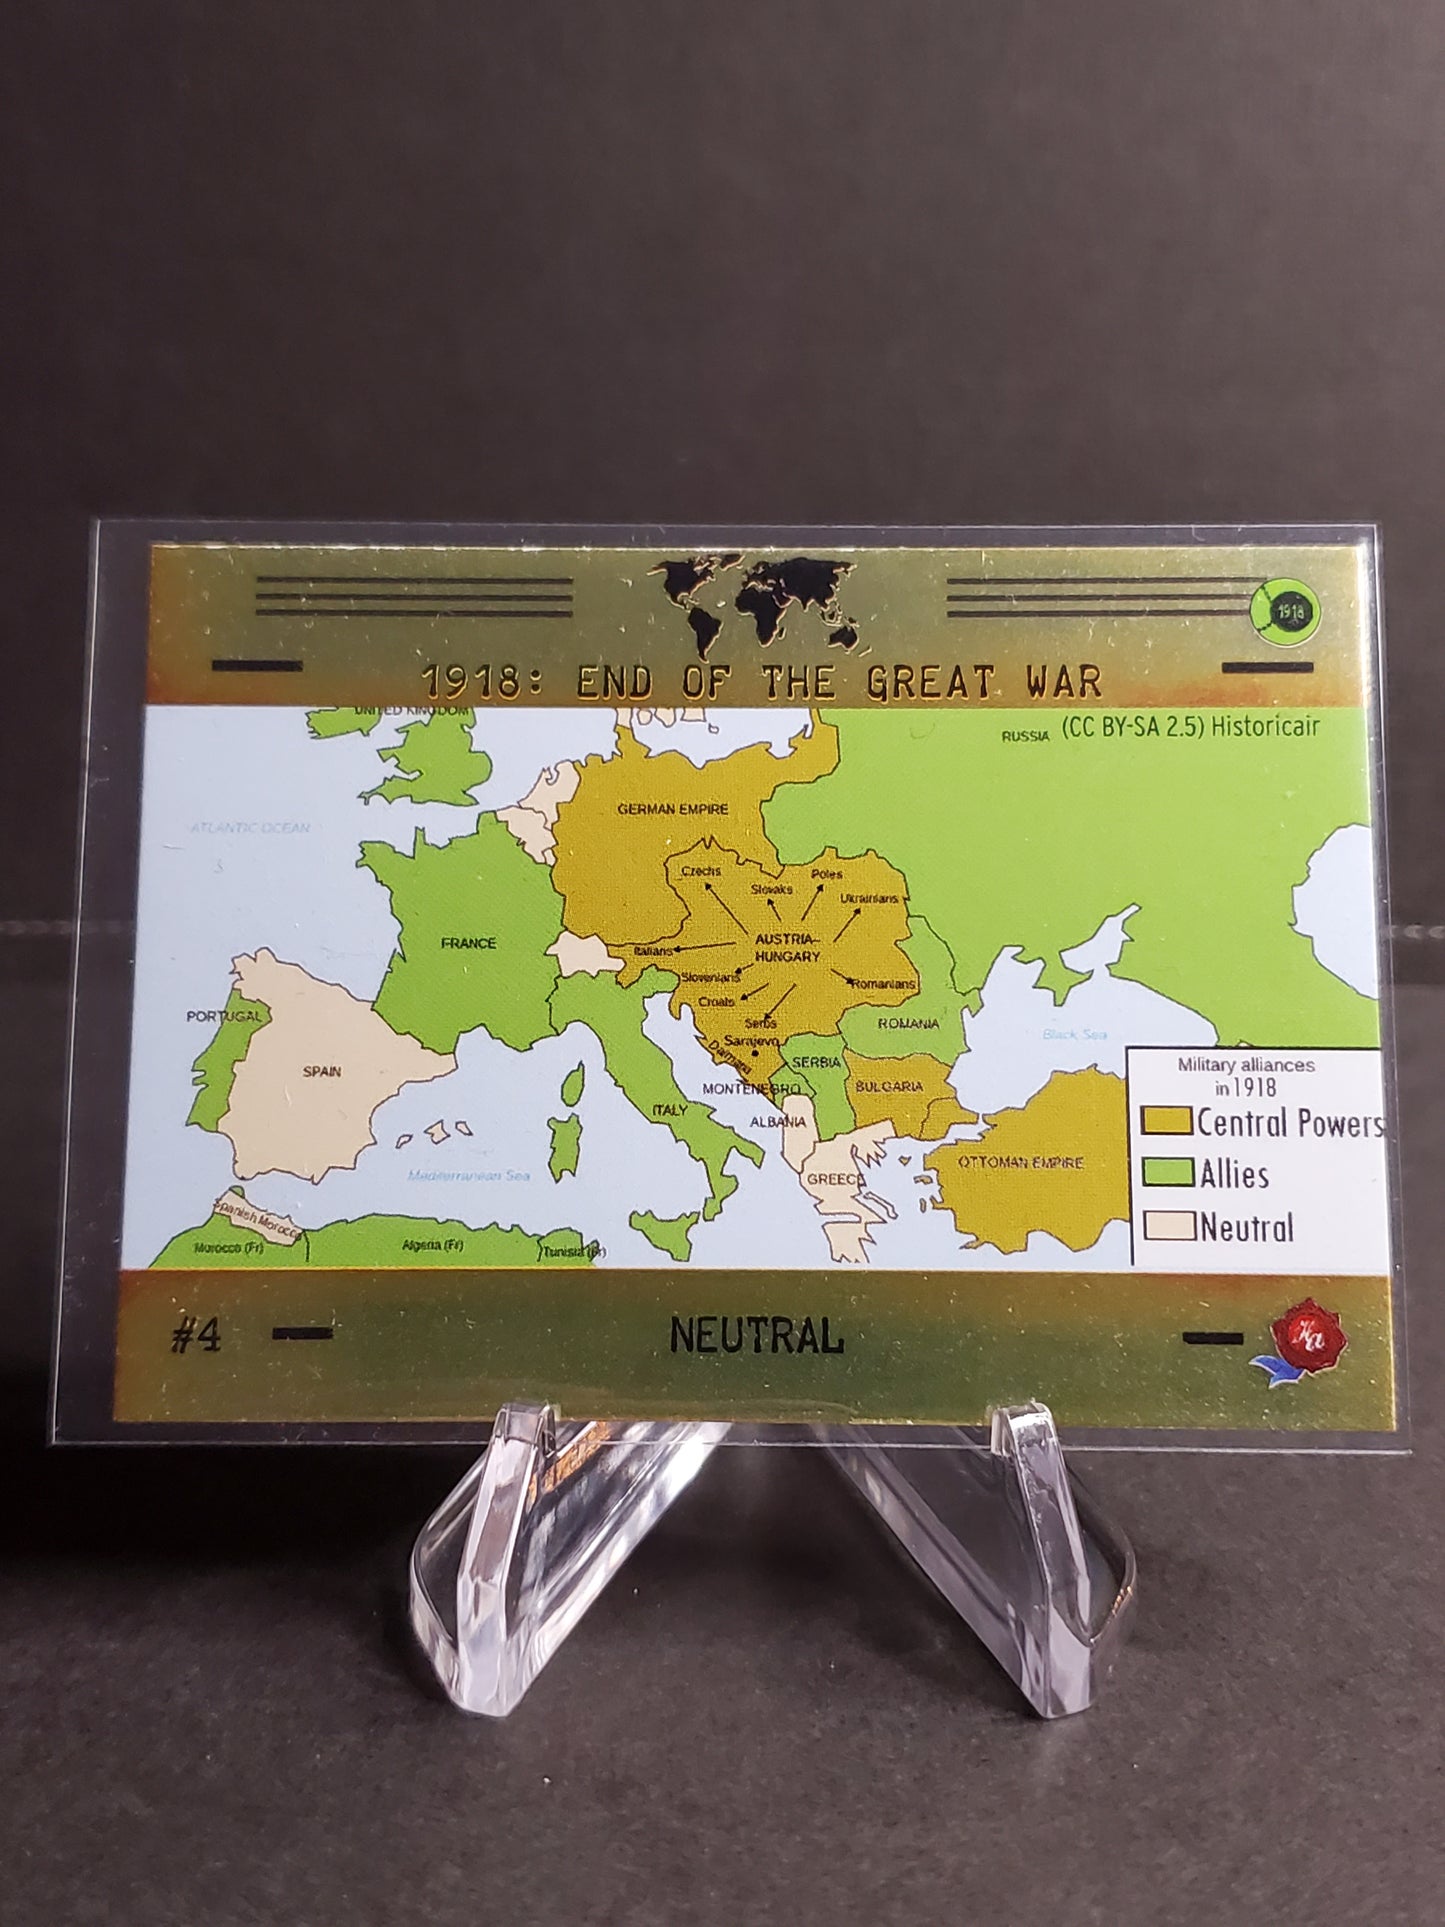 1918
1918: END OF THE GREAT WAR
UNITED KINGDOM
RUSSIA (CC BY-SA 2.5) Historicair
ATLANTIC OCEAN
GERMAN EMPIRE
Czechs
Slovaks
Poles
Ukrainians
FRANCE
AUSTRIA-
HUNGARY
Italians
Slovenians
Romanians
Croats
PORTUGAL
Serbs
ROMANIA
Black Sea
Sarajevo
Dalmatia
SERBIA
SPAIN
MONTENEGRO
BULGARIA
ITALY
ALBANIA
Mediterranean Sea
GREECE
OTTOMAN EMPIRE
Spanish Morocco
Morocco (Fr)
Algeria (Fr)
Tunisia (Fr)
Military alliances
in 1918
Central Powers
Allies
Neutral
#4
NEUTRAL
HA